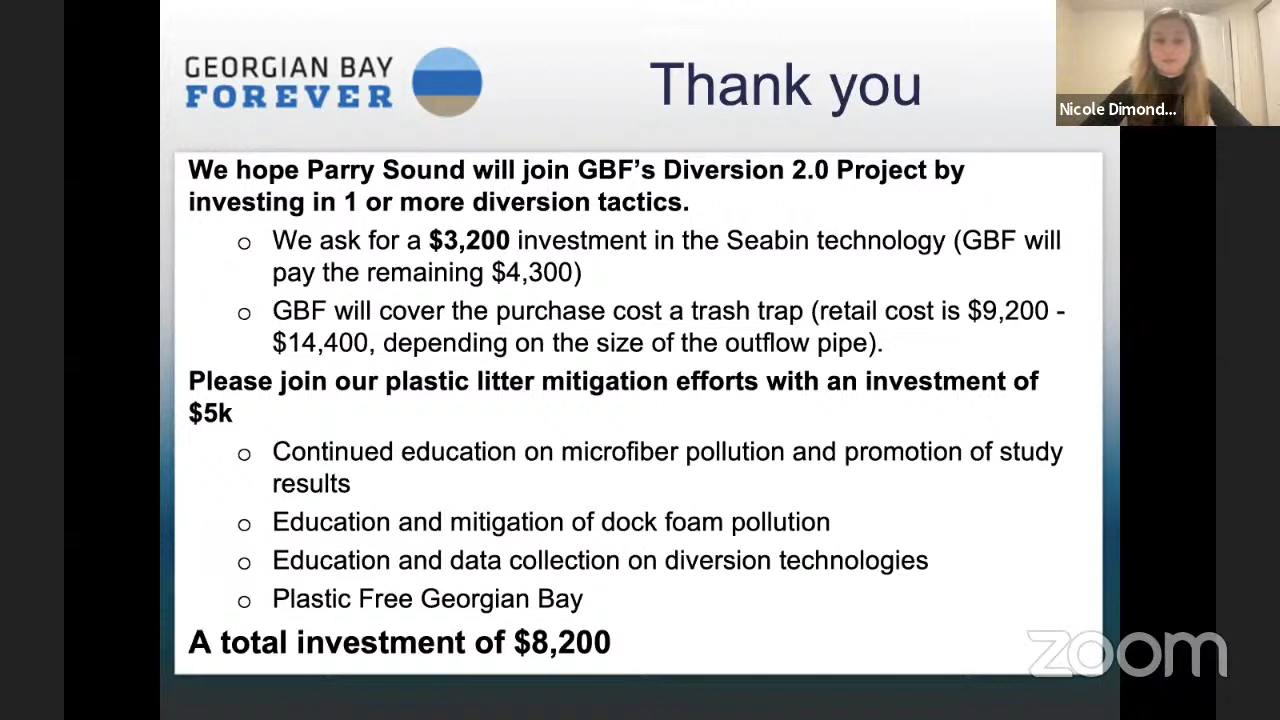 GEORGIAN BAY
FOREVER
Thank you
Nicole Dimond...
We hope Parry Sound will join GBF’s Diversion 2.0 Project by
investing in 1 or more diversion tactics.
o We ask for a $3,200 investment in the Seabin technology (GBF will
pay the remaining $4,300)
o GBF will cover the purchase cost a trash trap (retail cost is $9,200 -
$14,400, depending on the size of the outflow pipe).
Please join our plastic litter mitigation efforts with an investment of
$5k
o Continued education on microfiber pollution and promotion of study
results
o Education and mitigation of dock foam pollution
o Education and data collection on diversion technologies
o Plastic Free Georgian Bay
A total investment of $8,200
zoom